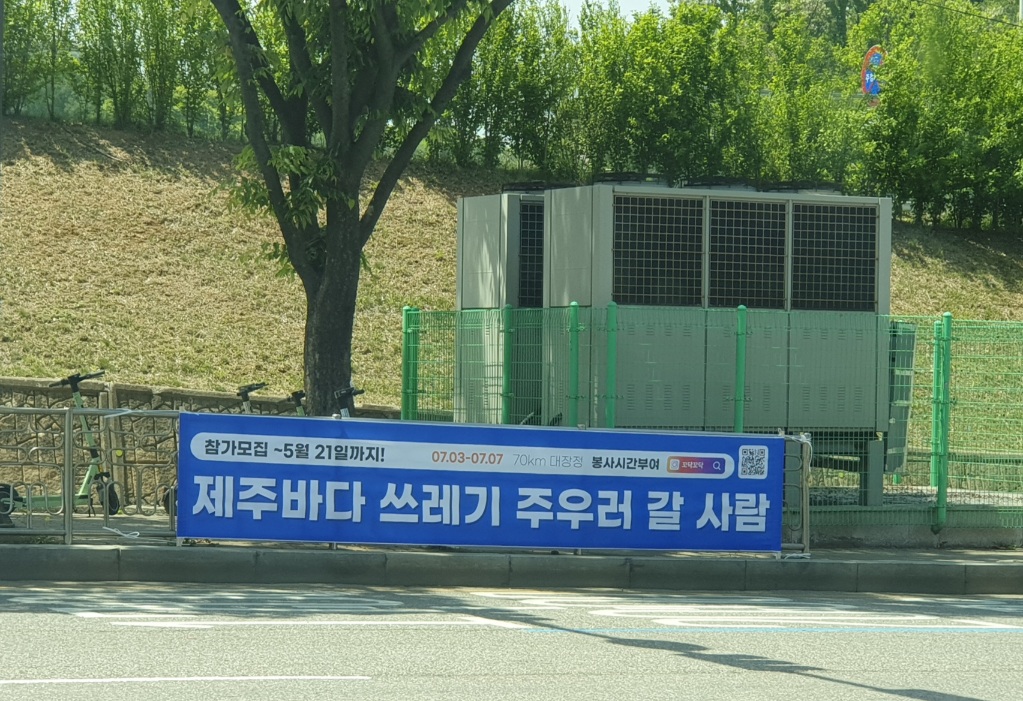 참가모집 ~5월 21일까지! 07.03-07.07 70km 대장정 봉사시간부여
제주바다 쓰레기 주우러 갈 사람